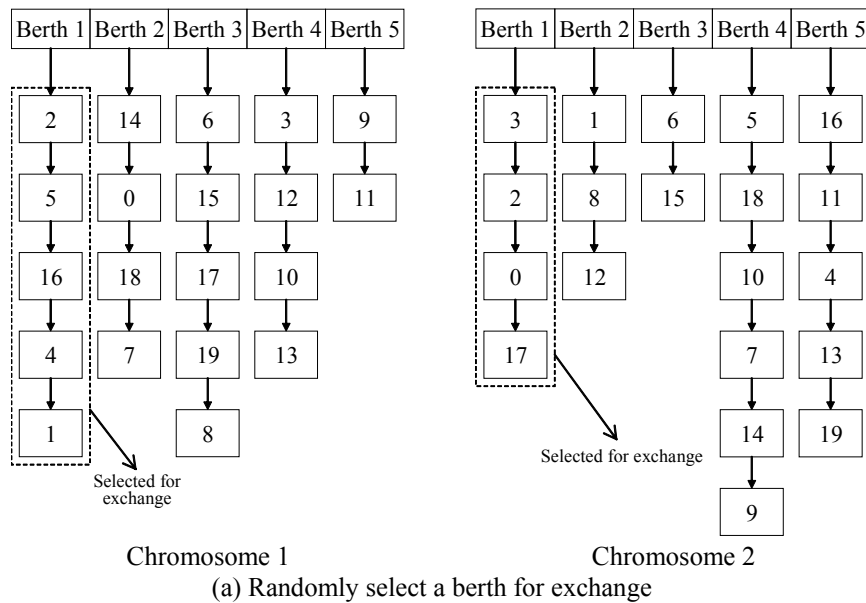 Berth 1 Berth 2 Berth 3 Berth 4 Berth 5
2 14 6 3 9
5 0 15 12 11
16 18 17 10
4 7 19 13
1 8
Selected for
exchange
Chromosome 1
Berth 1 Berth 2 Berth 3 Berth 4 Berth 5
3 1 6 5 16
2 8 15 18 11
0 12 10 4
17 7 13
14 19
Selected for exchange
9
Chromosome 2
(a) Randomly select a berth for exchange